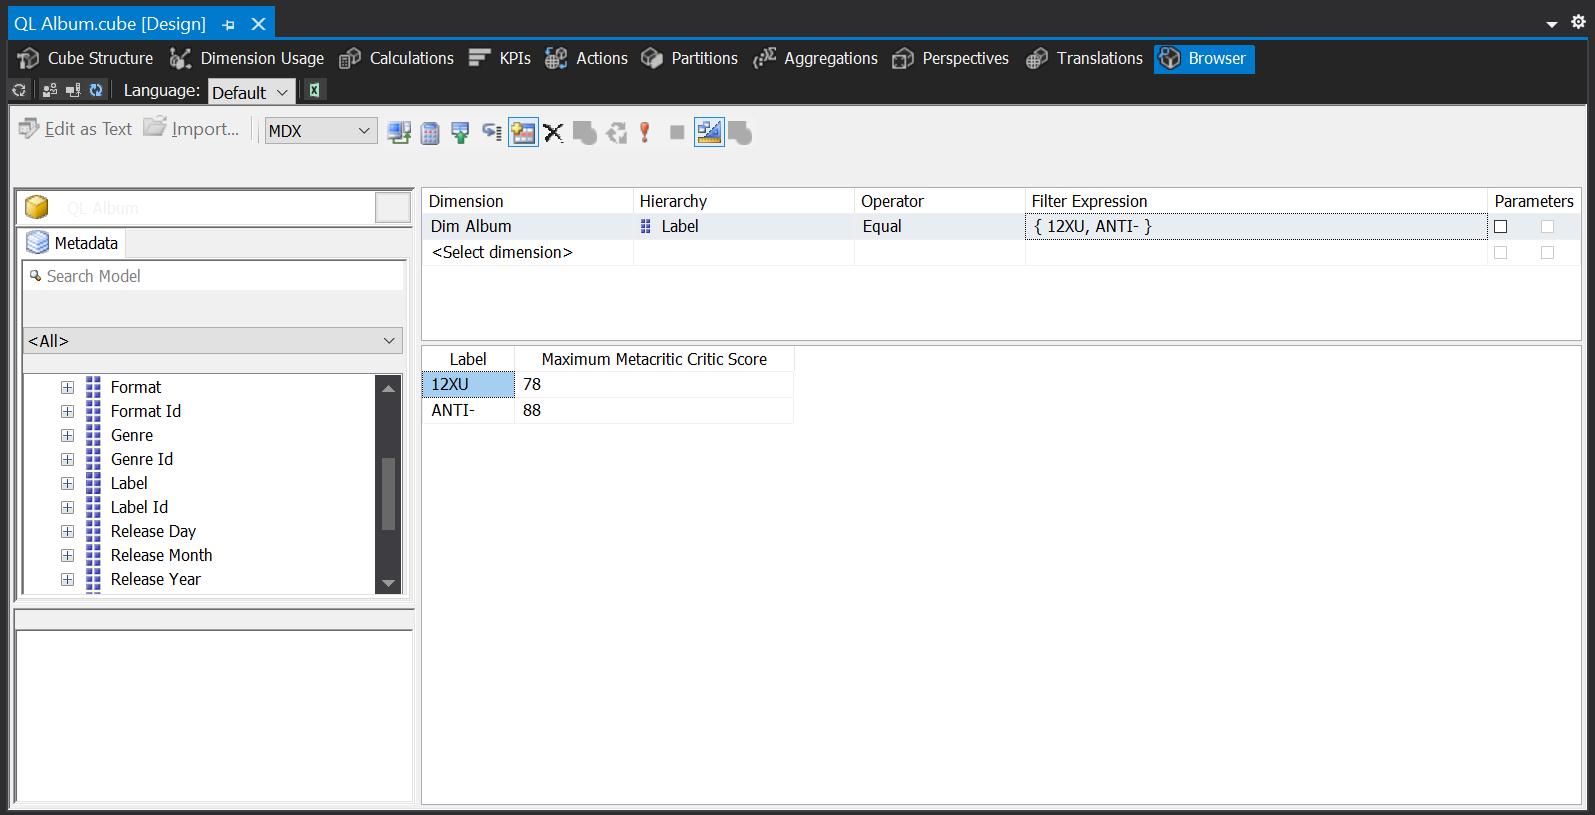 QL Album.cube [Design]
Cube Structure Dimension Usage Calculations KPIs Actions Partitions Aggregations Perspectives Translations Browser
Language: Default
Edit as Text Import... MDX
QL Album
Metadata
Search Model
<All>
Format
Format Id
Genre
Genre Id
Label
Label Id
Release Day
Release Month
Release Year
Dimension Hierarchy Operator Filter Expression Parameters
Dim Album Label Equal { 12XU, ANTI- }
<Select dimension>
Label Maximum Metacritic Critic Score
12XU 78
ANTI- 88